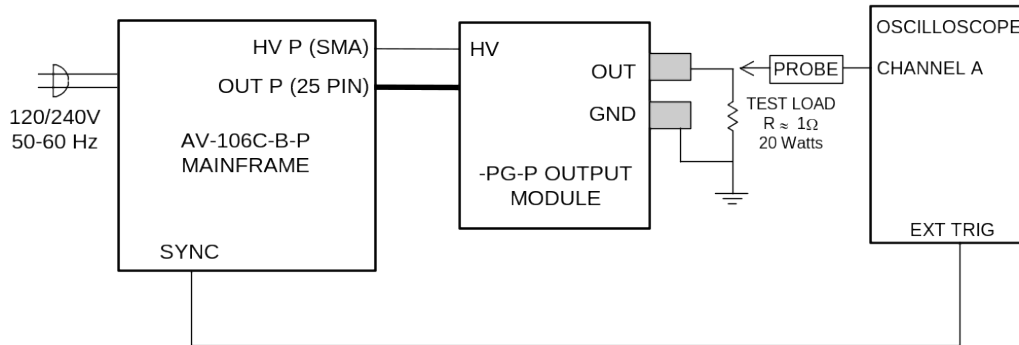 120/240V
50-60 Hz
HV P (SMA)
OUT P (25 PIN)
AV-106C-B-P
MAINFRAME
SYNC
HV
OUT
GND
-PG-P OUTPUT
MODULE
PROBE
TEST LOAD
R ≈ 1Ω
20 Watts
OSCILLOSCOPE
CHANNEL A
EXT TRIG